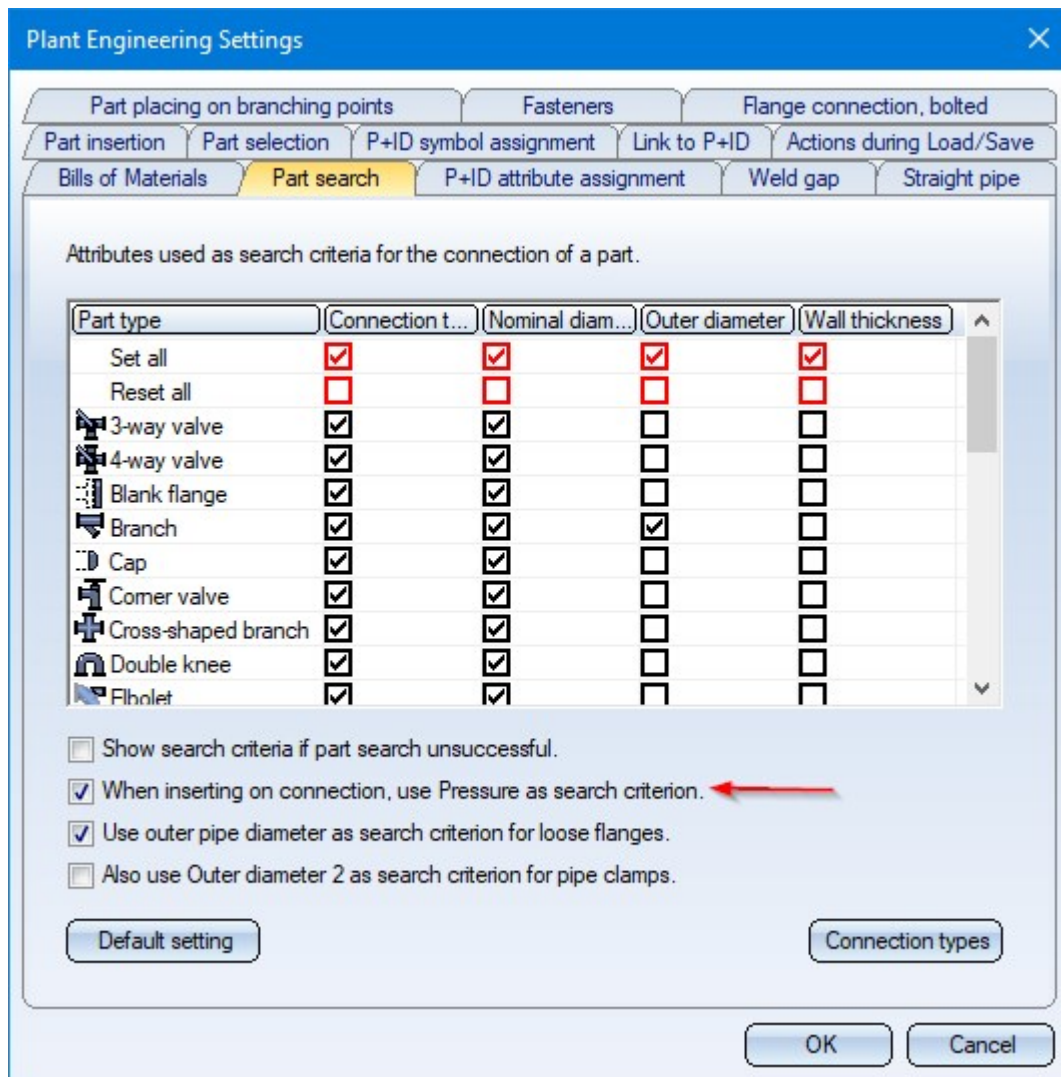 Plant Engineering Settings
Part placing on branching points Fasteners Flange connection, bolted
Part insertion Part selection P+ID symbol assignment Link to P+ID Actions during Load/Save
Bills of Materials Part search P+ID attribute assignment Weld gap Straight pipe
Attributes used as search criteria for the connection of a part.
Part type Connection t... Nominal diam... Outer diameter Wall thickness
Set all
Reset all
3-way valve
4-way valve
Blank flange
Branch
Cap
Corner valve
Cross-shaped branch
Double knee
Elbolet
Show search criteria if part search unsuccessful.
When inserting on connection, use Pressure as search criterion.
Use outer pipe diameter as search criterion for loose flanges.
Also use Outer diameter 2 as search criterion for pipe clamps.
Default setting Connection types
OK Cancel